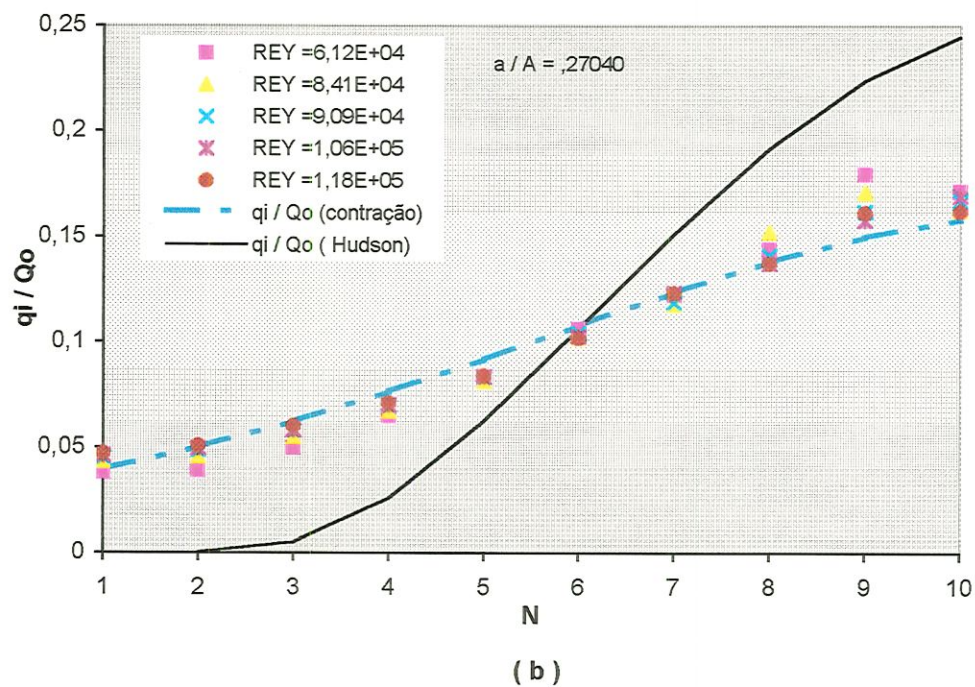 0,25
0,2
0,15
0,1
0,05
0
qi / Qo
REY =6,12E+04
REY =8,41E+04
REY =9,09E+04
REY =1,06E+05
REY =1,18E+05
qi / Qo (contração)
qi / Qo ( Hudson)
a / A = ,27040
1 2 3 4 5 6 7 8 9 10
N
( b )